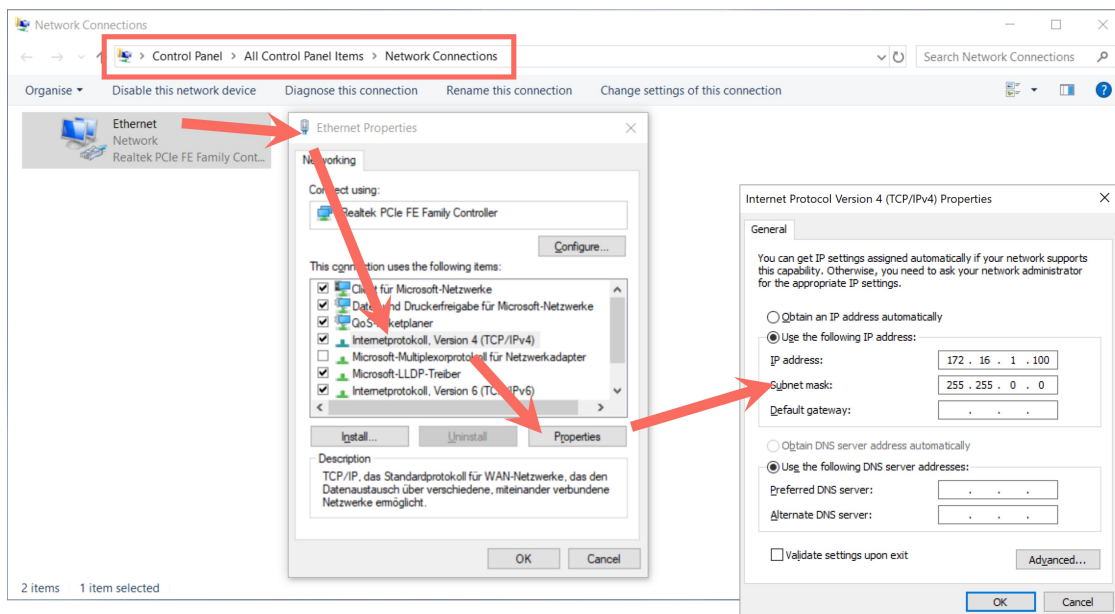 Network Connections
Control Panel > All Control Panel Items > Network Connections
Search Network Connections
Organise
Disable this network device
Diagnose this connection
Rename this connection
Change settings of this connection
Ethernet
Network
Realtek PCIe FE Family Cont...
Ethernet Properties
Networking
Connect using:
Realtek PCIe FE Family Controller
Configure...
This connection uses the following items:
Client für Microsoft-Netzwerke
Datei- und Druckerfreigabe für Microsoft-Netzwerke
QoS-Paketplaner
Internetprotokoll, Version 4 (TCP/IPv4)
Microsoft-Multiplexorprotokoll für Netzwerkadapter
Microsoft-LLDP-Treiber
Internetprotokoll, Version 6 (TCP/IPv6)
Install...
Uninstall
Properties
Description
TCP/IP, das Standardprotokoll für WAN-Netzwerke, das den
Datenaustausch über verschiedene, miteinander verbundene
Netzwerke ermöglicht.
OK
Cancel
Internet Protocol Version 4 (TCP/IPv4) Properties
General
You can get IP settings assigned automatically if your network supports
this capability. Otherwise, you need to ask your network administrator
for the appropriate IP settings.
Obtain an IP address automatically
Use the following IP address:
IP address: 172 . 16 . 1 . 100
Subnet mask: 255 . 255 . 0 . 0
Default gateway: . . .
Obtain DNS server address automatically
Use the following DNS server addresses:
Preferred DNS server: . . .
Alternate DNS server: . . .
Validate settings upon exit
Advanced...
OK
Cancel
2 items
1 item selected